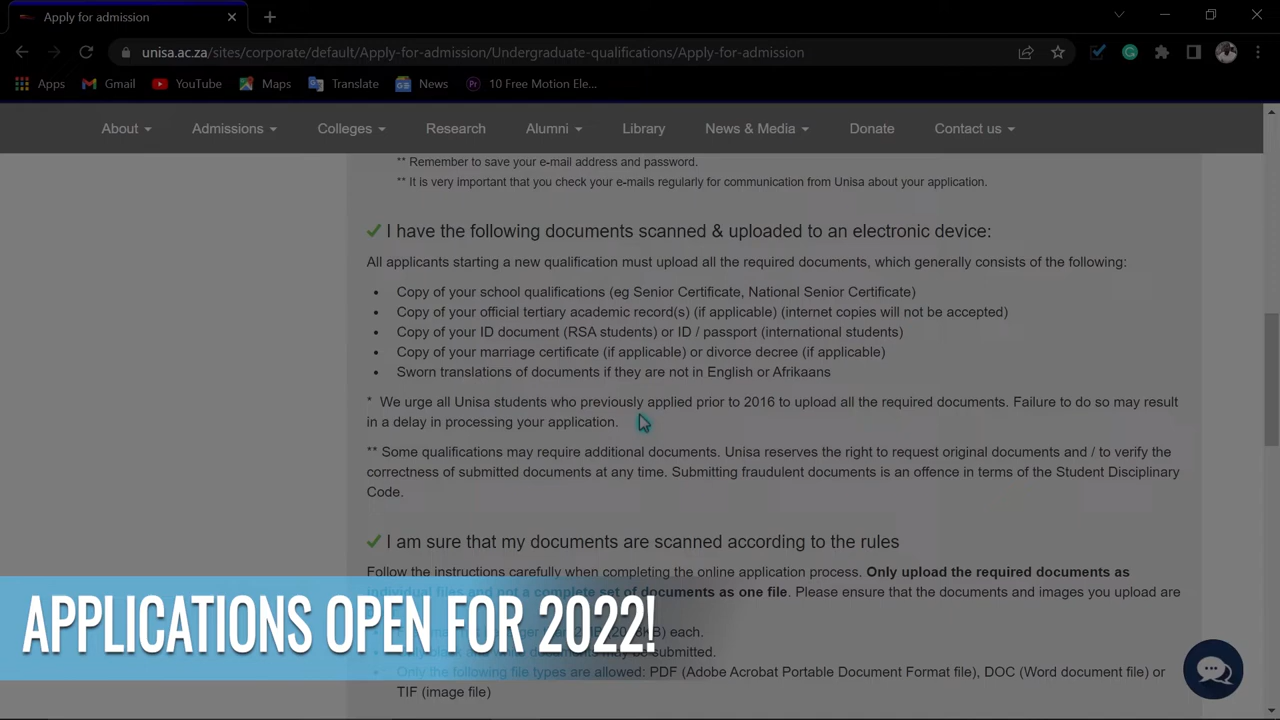 Apply for admission
unisa.ac.za/sites/corporate/default/Apply-for-admission/Undergraduate-qualifications/Apply-for-admission
Apps Gmail YouTube Maps Translate News 10 Free Motion Ele...
About Admissions Colleges Research Alumni Library News & Media Donate Contact us
** Remember to save your e-mail address and password.
** It is very important that you check your e-mails regularly for communication from Unisa about your application.
I have the following documents scanned & uploaded to an electronic device:
All applicants starting a new qualification must upload all the required documents, which generally consists of the following:
• Copy of your school qualifications (eg Senior Certificate, National Senior Certificate)
• Copy of your official tertiary academic record(s) (if applicable) (internet copies will not be accepted)
• Copy of your ID document (RSA students) or ID / passport (international students)
• Copy of your marriage certificate (if applicable) or divorce decree (if applicable)
• Sworn translations of documents if they are not in English or Afrikaans
* We urge all Unisa students who previously applied prior to 2016 to upload all the required documents. Failure to do so may result
in a delay in processing your application.
** Some qualifications may require additional documents. Unisa reserves the right to request original documents and / to verify the
correctness of submitted documents at any time. Submitting fraudulent documents is an offence in terms of the Student Disciplinary
Code.
I am sure that my documents are scanned according to the rules
Follow the instructions carefully when completing the online application process. Only upload the required documents as
individual files and not a complete set of documents as one file. Please ensure that the documents and images you upload are
APPLICATIONS OPEN FOR 2022!
each.
may be submitted.
Only the following file types are allowed: PDF (Adobe Acrobat Portable Document Format file), DOC (Word document file) or
TIF (image file)